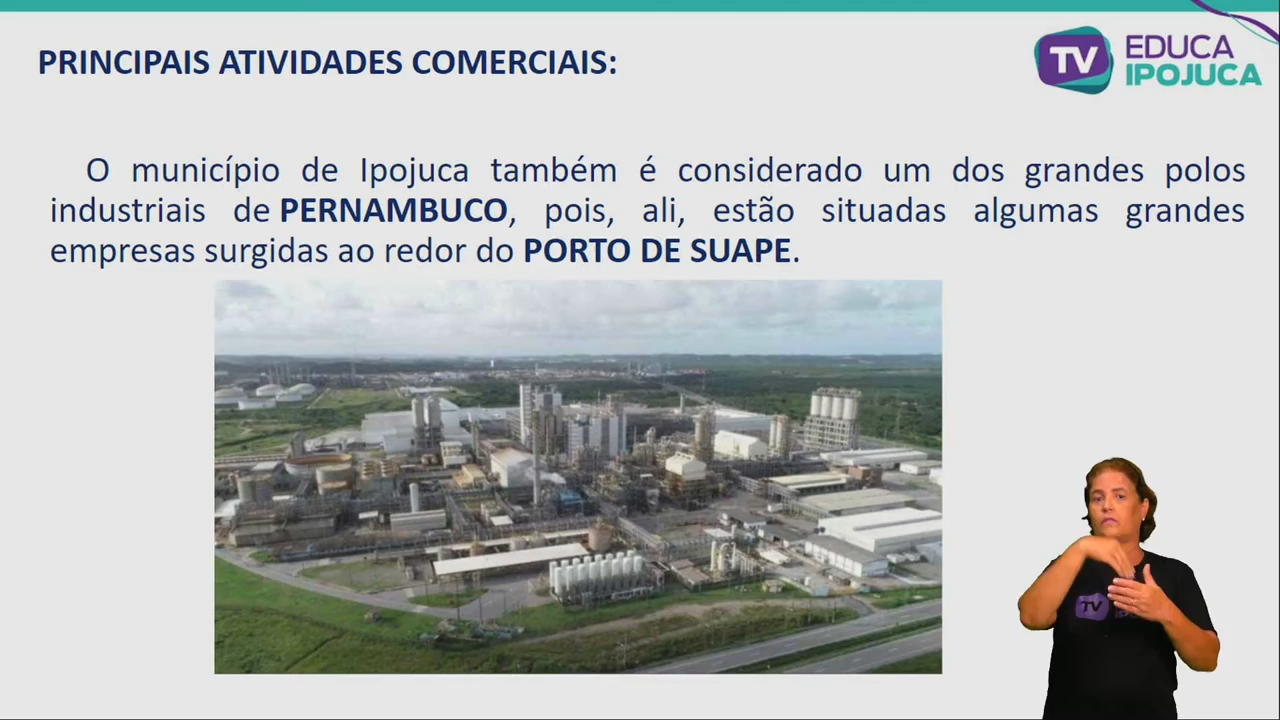 PRINCIPAIS ATIVIDADES COMERCIAIS:
TV EDUCA
IPOJUCA
O município de Ipojuca também é considerado um dos grandes polos
industriais de PERNAMBUCO, pois, ali, estão situadas algumas grandes
empresas surgidas ao redor do PORTO DE SUAPE.
TV